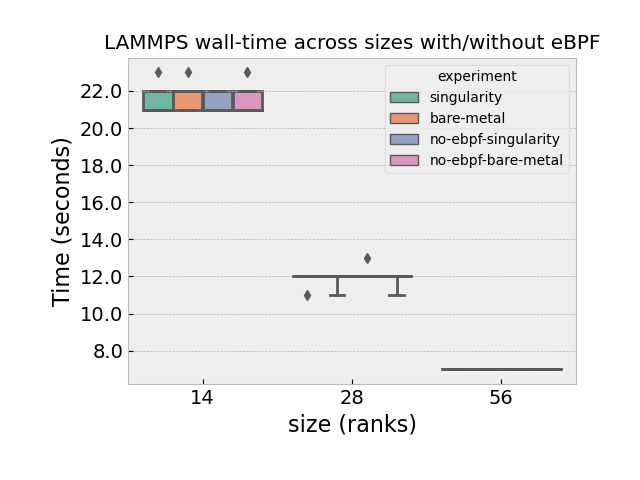 LAMMPS wall-time across sizes with/without eBPF
experiment
singularity
bare-metal
no-ebpf-singularity
no-ebpf-bare-metal
Time (seconds)
22.0
20.0
18.0
16.0
14.0
12.0
10.0
8.0
14 28 56
size (ranks)